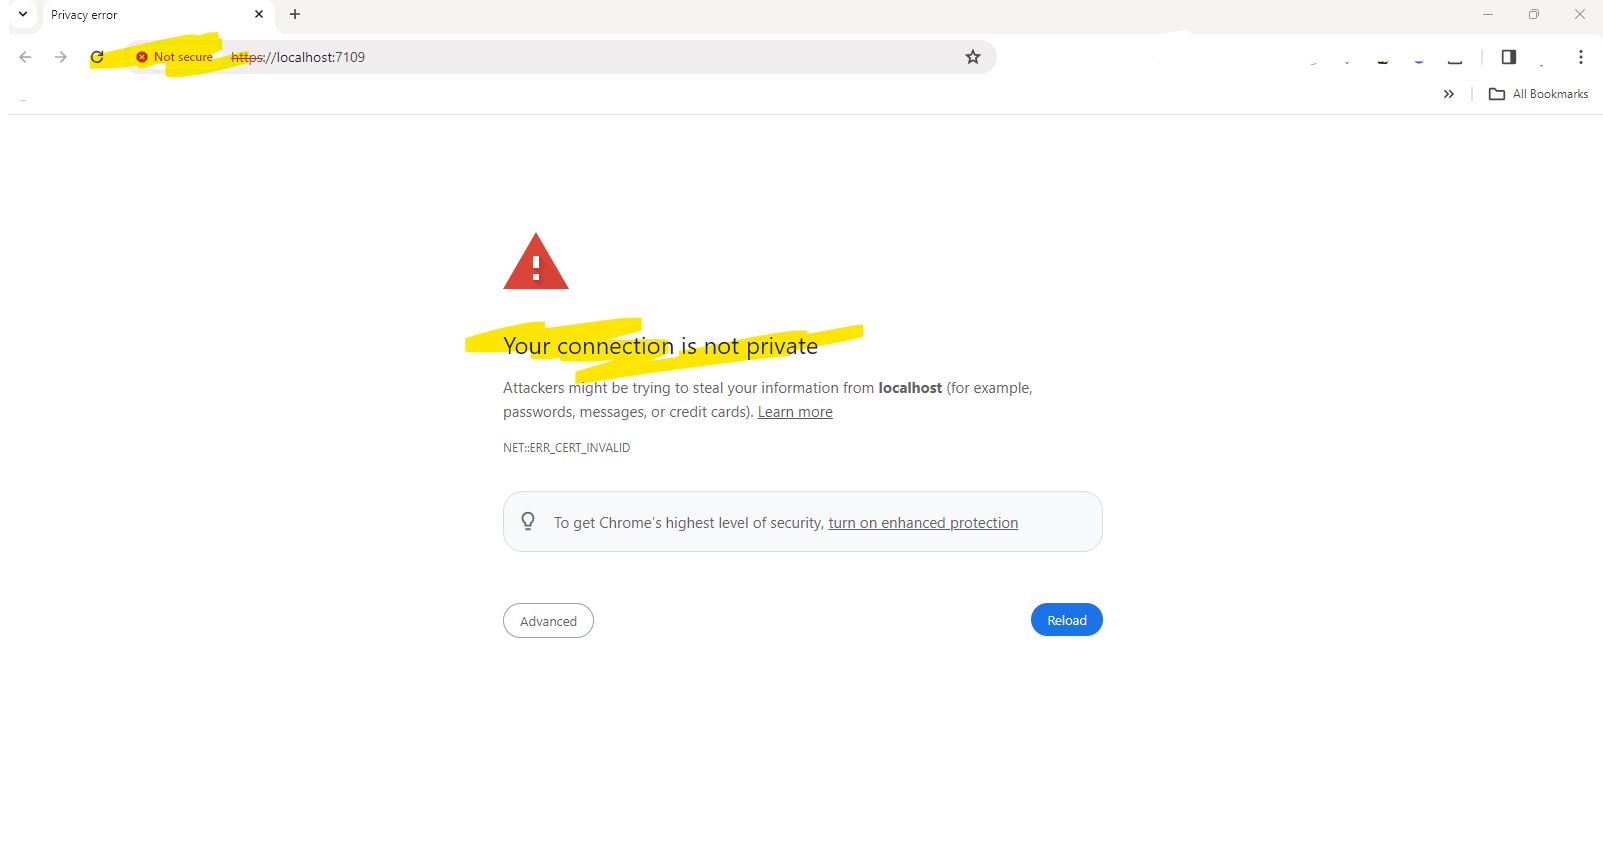 Privacy error
Not secure https://localhost:7109
All Bookmarks
Your connection is not private
Attackers might be trying to steal your information from localhost (for example,
passwords, messages, or credit cards). Learn more
NET::ERR_CERT_INVALID
To get Chrome's highest level of security, turn on enhanced protection
Advanced
Reload